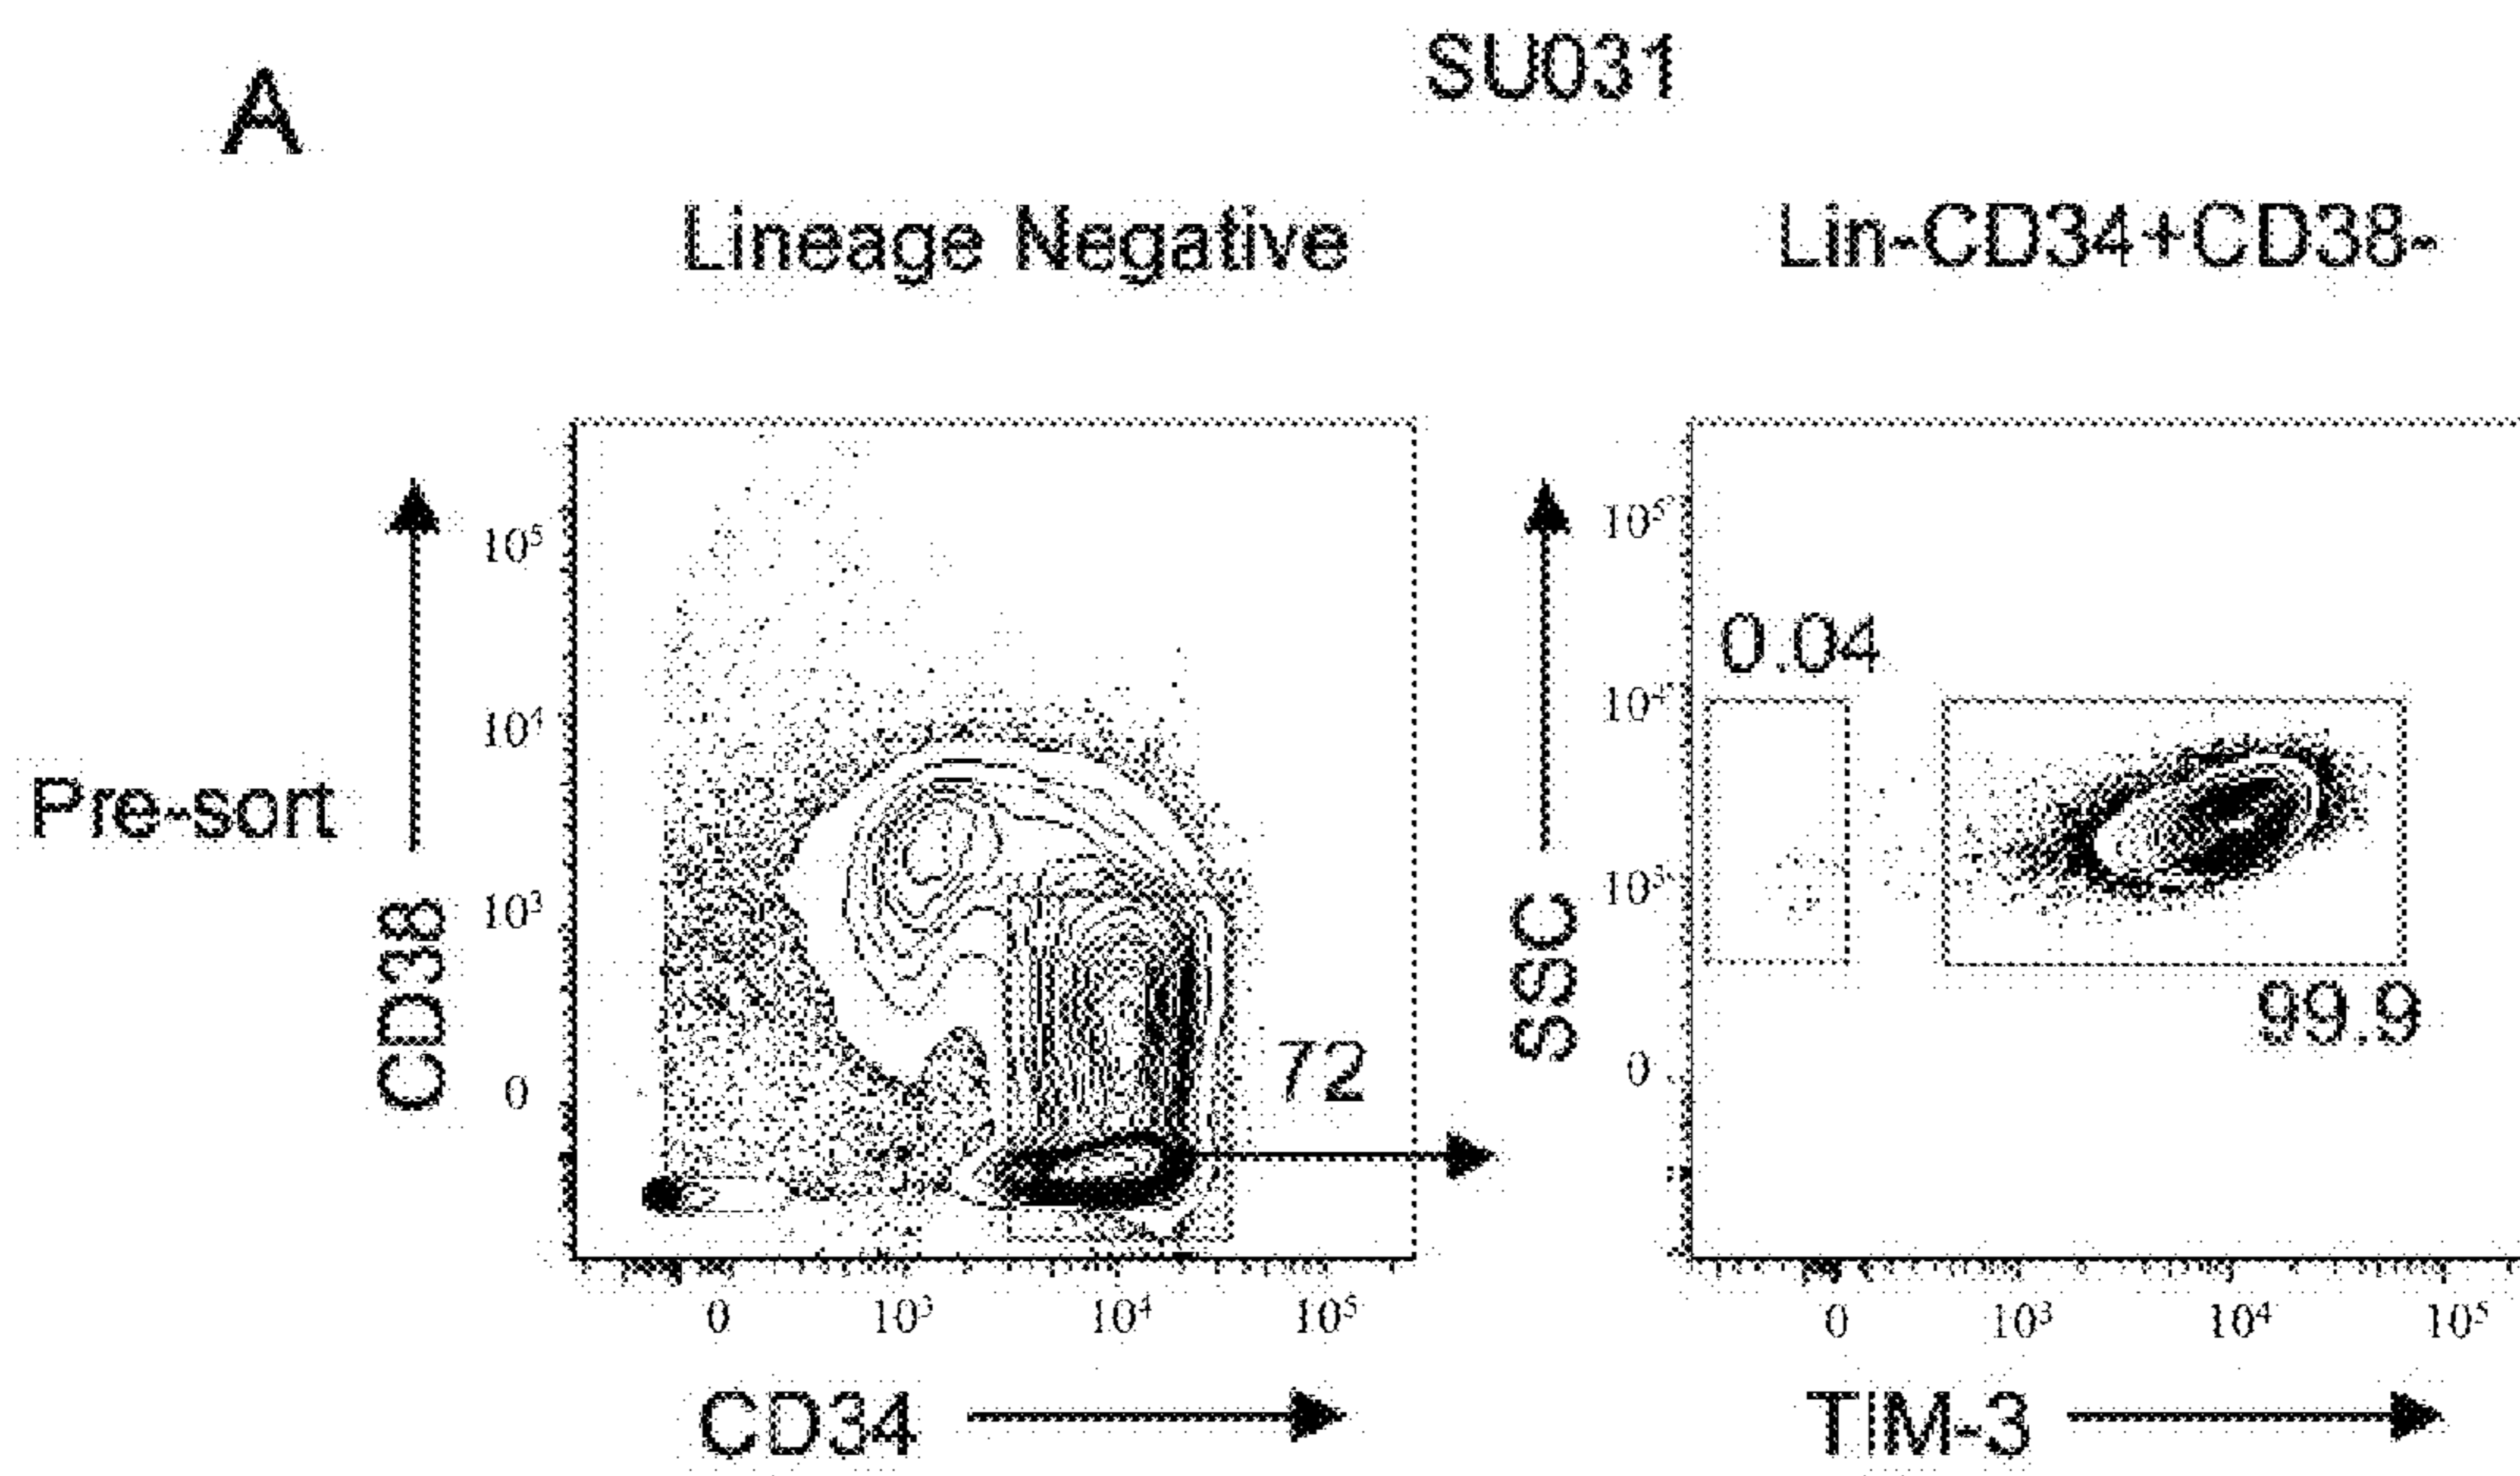 A
SU031
Lineage Negative
Lin-CD34+CD38-
Pre-sort
CD38
10⁵
10⁴
10³
0
72
0 10³ 10⁴ 10⁵
CD34
SSC
10⁵
10⁴
10³
0
0.04
99.9
0 10³ 10⁴ 10⁵
TIM-3